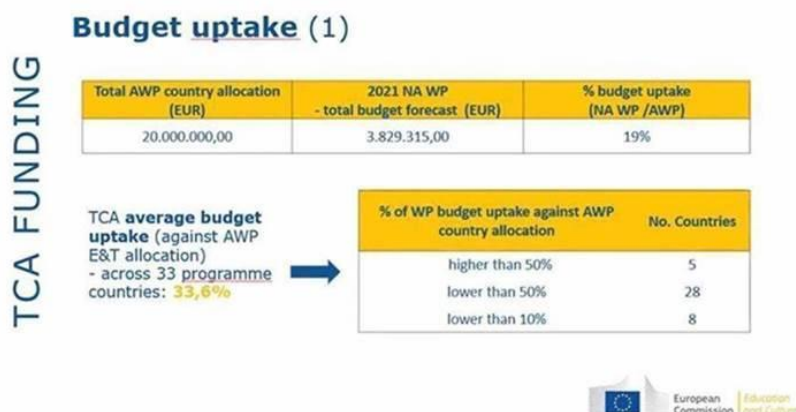 Budget uptake (1)
TCA FUNDING
Total AWP country allocation
(EUR)
2021 NA WP
- total budget forecast (EUR)
% budget uptake
(NA WP /AWP)
20.000.000,00
3.829.315,00
19%
TCA average budget
uptake (against AWP
E&T allocation)
- across 33 programme
countries: 33,6%
% of WP budget uptake against AWP
country allocation
No. Countries
higher than 50%
5
lower than 50%
28
lower than 10%
8
European
Commission
Education
and Culture